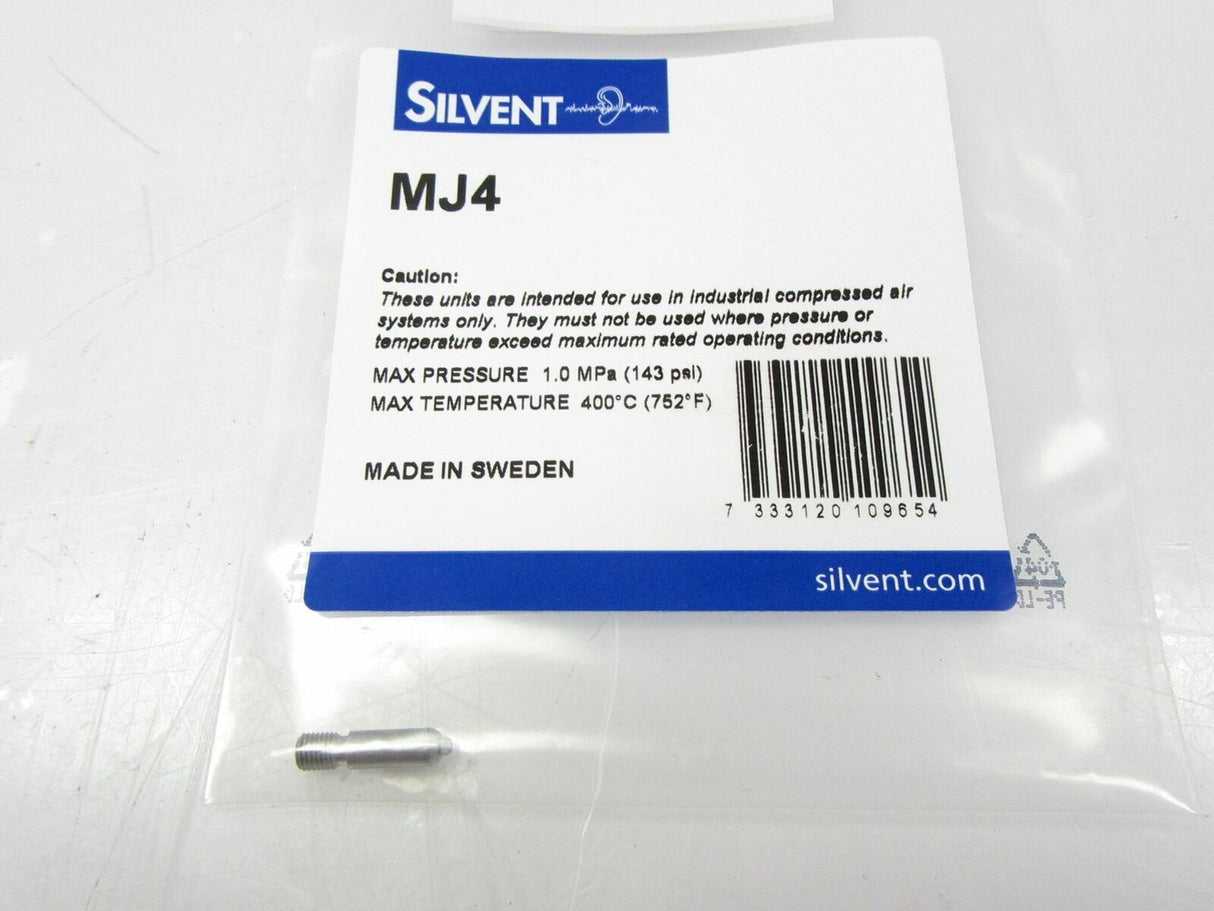 SILVENT
MJ4
Caution:
These units are intended for use in industrial compressed air
systems only. They must not be used where pressure or
temperature exceed maximum rated operating conditions.
MAX PRESSURE 1.0 MPa (143 psi)
MAX TEMPERATURE 400°C (752°F)
MADE IN SWEDEN
7 333120 109654
silvent.com